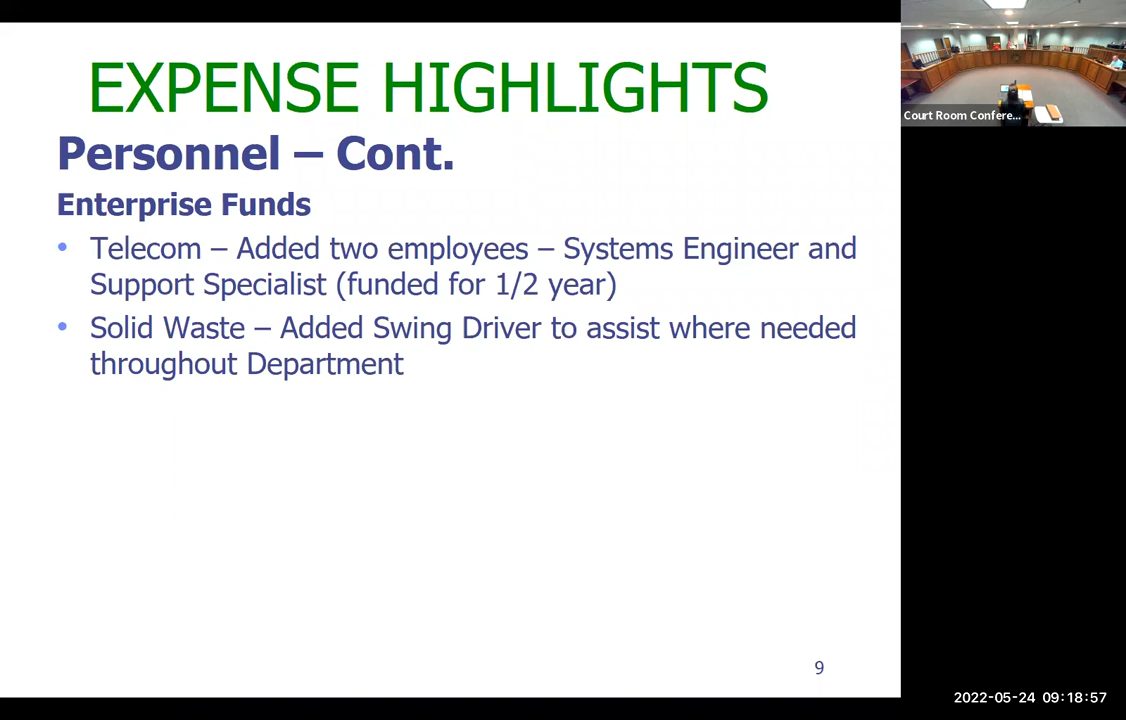 EXPENSE HIGHLIGHTS
Personnel – Cont.
Enterprise Funds
• Telecom – Added two employees – Systems Engineer and
Support Specialist (funded for 1/2 year)
• Solid Waste – Added Swing Driver to assist where needed
throughout Department
9
Court Room Confere...
2022-05-24 09:18:57